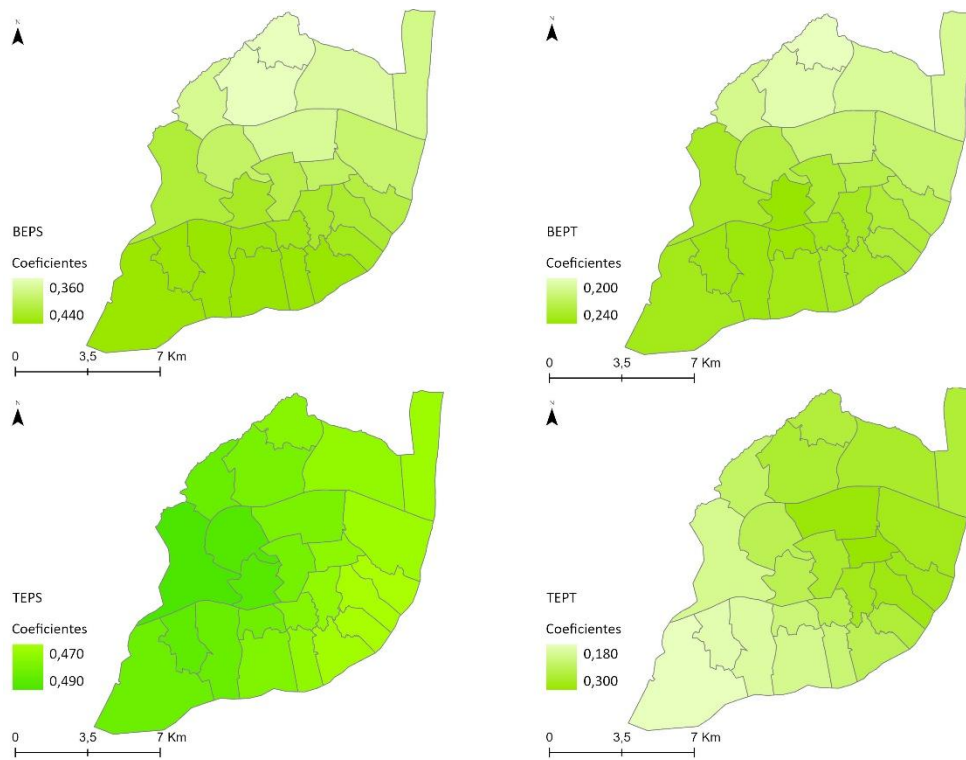 N
BEPS
Coeficientes
0,360
0,440
0 3,5 7 Km
N
BEPT
Coeficientes
0,200
0,240
0 3,5 7 Km
N
TEPS
Coeficientes
0,470
0,490
0 3,5 7 Km
N
TEPT
Coeficientes
0,180
0,300
0 3,5 7 Km